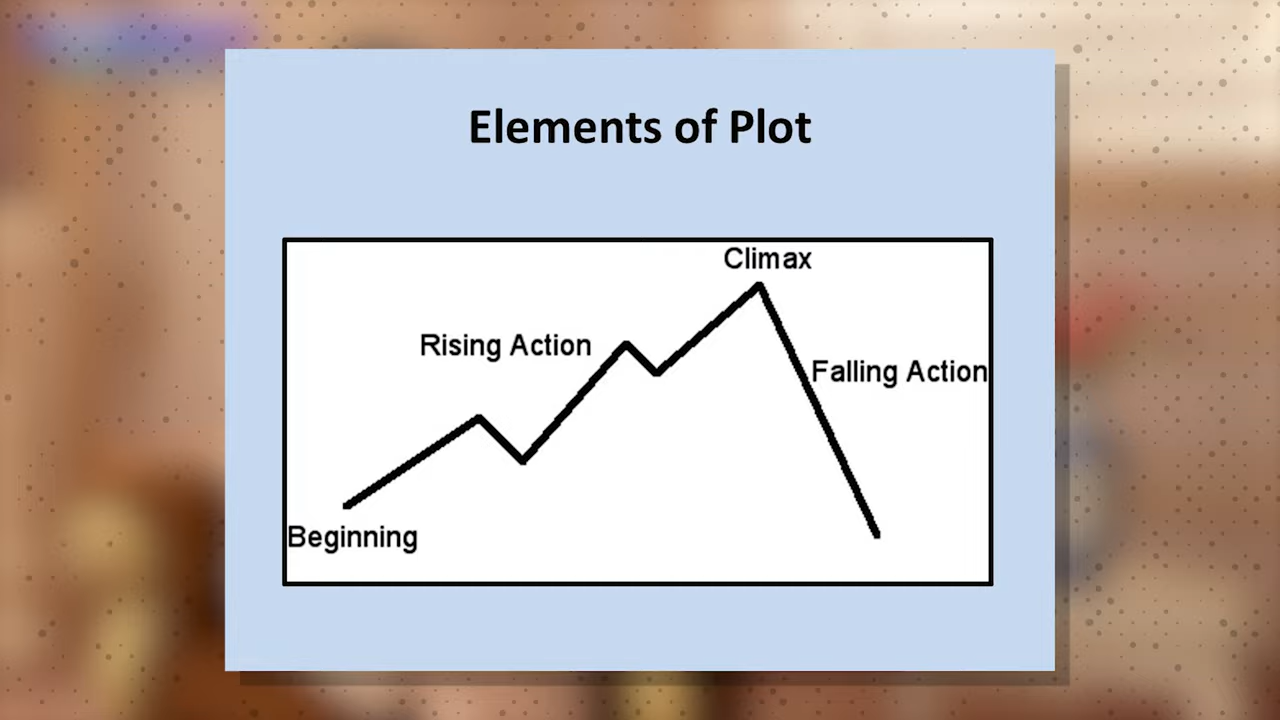 Elements of Plot
Climax
Rising Action
Falling Action
Beginning